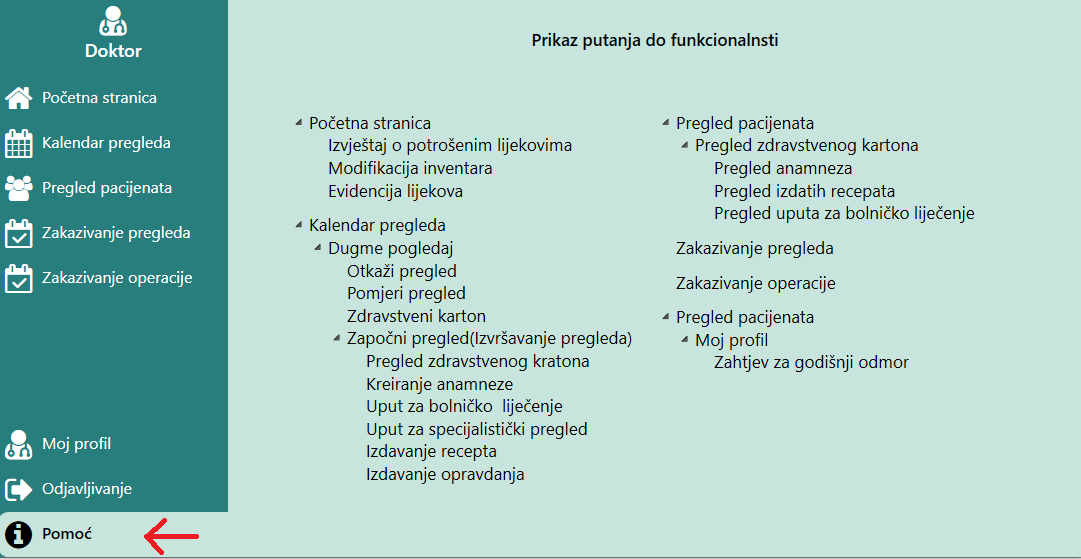 Doktor
Početna stranica
Kalendar pregleda
Pregled pacijenata
Zakazivanje pregleda
Zakazivanje operacije
Moj profil
Odjavljivanje
Pomoć
Prikaz putanja do funkcionalnsti
Početna stranica
Izvještaj o potrošenim lijekovima
Modifikacija inventara
Evidencija lijekova
Kalendar pregleda
Dugme pogledaj
Otkaži pregled
Pomjeri pregled
Zdravstveni karton
Započni pregled(Izvršavanje pregleda)
Pregled zdravstvenog kratona
Kreiranje anamneze
Uput za bolničko  liječenje
Uput za specijalistički pregled
Izdavanje recepta
Izdavanje opravdanja
Pregled pacijenata
Pregled zdravstvenog kartona
Pregled anamneza
Pregled izdatih recepata
Pregled uputa za bolničko liječenje
Zakazivanje pregleda
Zakazivanje operacije
Pregled pacijenata
Moj profil
Zahtjev za godišnji odmor